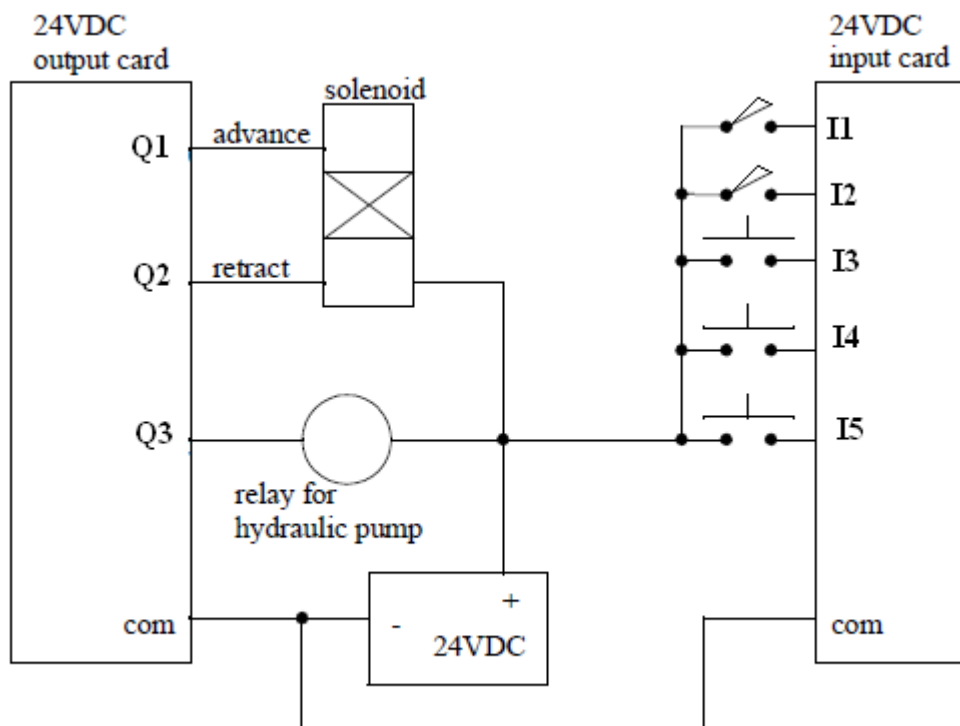 24VDC
output card
24VDC
input card
solenoid
Q1
advance
I1
I2
Q2
retract
I3
I4
Q3
I5
relay for
hydraulic pump
com
-
+
24VDC
com